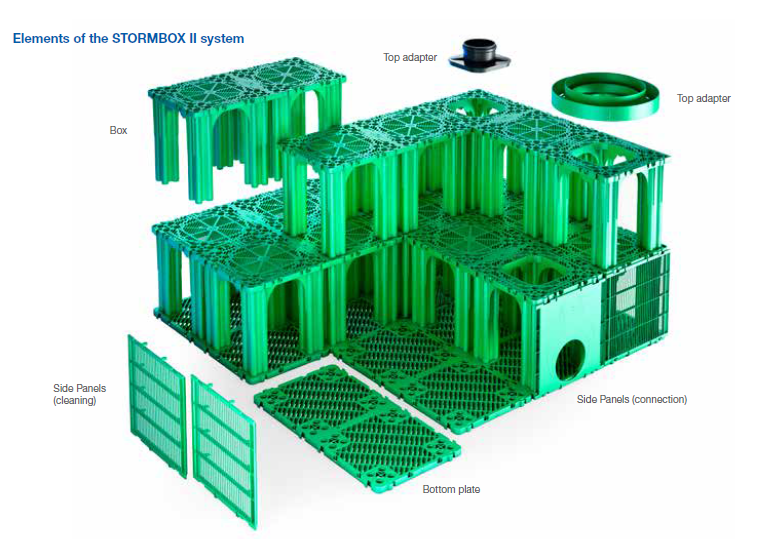 Elements of the STORMBOX II system
Top adapter
Top adapter
Box
Side Panels
(cleaning)
Side Panels (connection)
Bottom plate